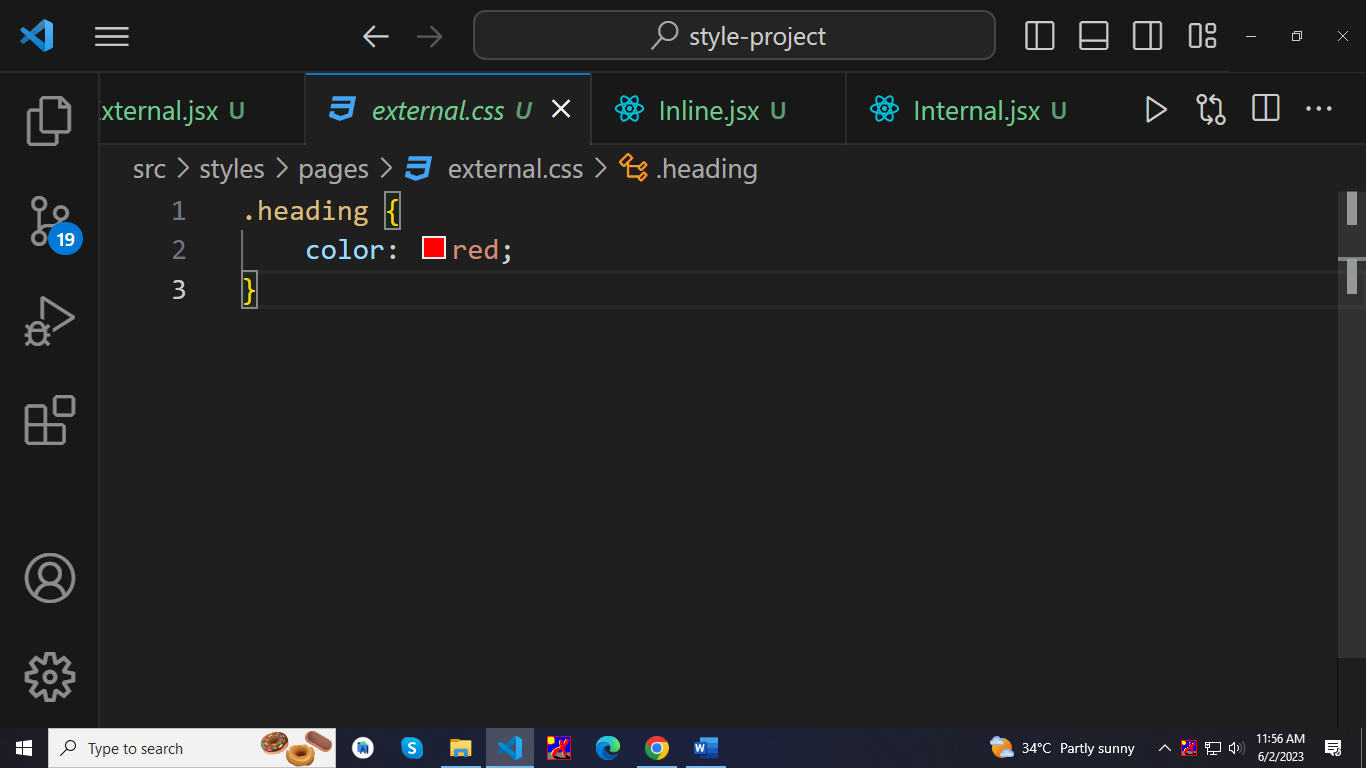 style-project
External.jsx U
external.css U
Inline.jsx U
Internal.jsx U
src > styles > pages > external.css > .heading
1 .heading {
2 color: red;
3 }
19
Type to search
34°C Partly sunny
11:56 AM
6/2/2023